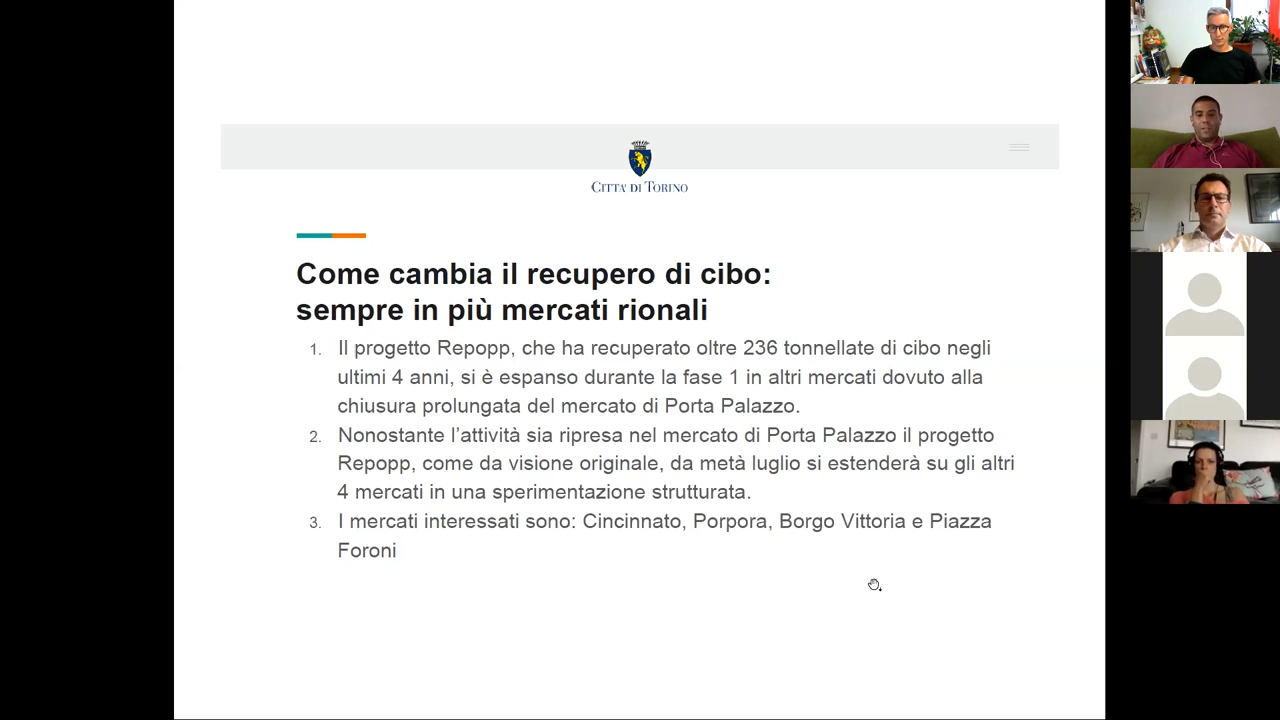 CITTA' DI TORINO
Come cambia il recupero di cibo:
sempre in più mercati rionali
1. Il progetto Repopp, che ha recuperato oltre 236 tonnellate di cibo negli
ultimi 4 anni, si è espanso durante la fase 1 in altri mercati dovuto alla
chiusura prolungata del mercato di Porta Palazzo.
2. Nonostante l’attività sia ripresa nel mercato di Porta Palazzo il progetto
Repopp, come da visione originale, da metà luglio si estenderà su gli altri
4 mercati in una sperimentazione strutturata.
3. I mercati interessati sono: Cincinnato, Porpora, Borgo Vittoria e Piazza
Foroni